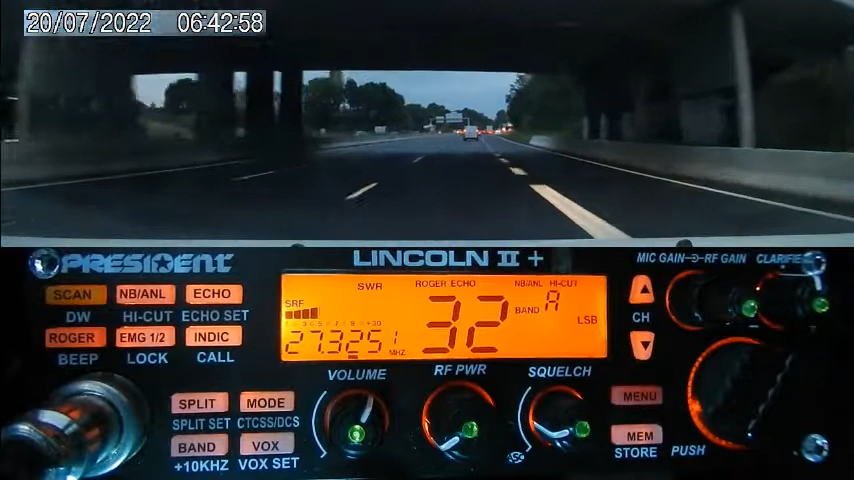 20/07/2022 06:42:58
PRESIDENT LINCOLN II + MIC GAIN RF GAIN CLARIFIER
SCAN NB/ANL ECHO
DW HI-CUT ECHO SET
ROGER EMG 1/2 INDIC
BEEP LOCK CALL
SWR ROGER ECHO NB/ANL HI-CUT
SRF 32 BAND A LSB
27.3251 MHZ
CH
VOLUME RF PWR SQUELCH
SPLIT MODE
SPLIT SET CTCSS/DCS
BAND VOX
+10KHZ VOX SET
ASC
MENU
MEM
STORE PUSH